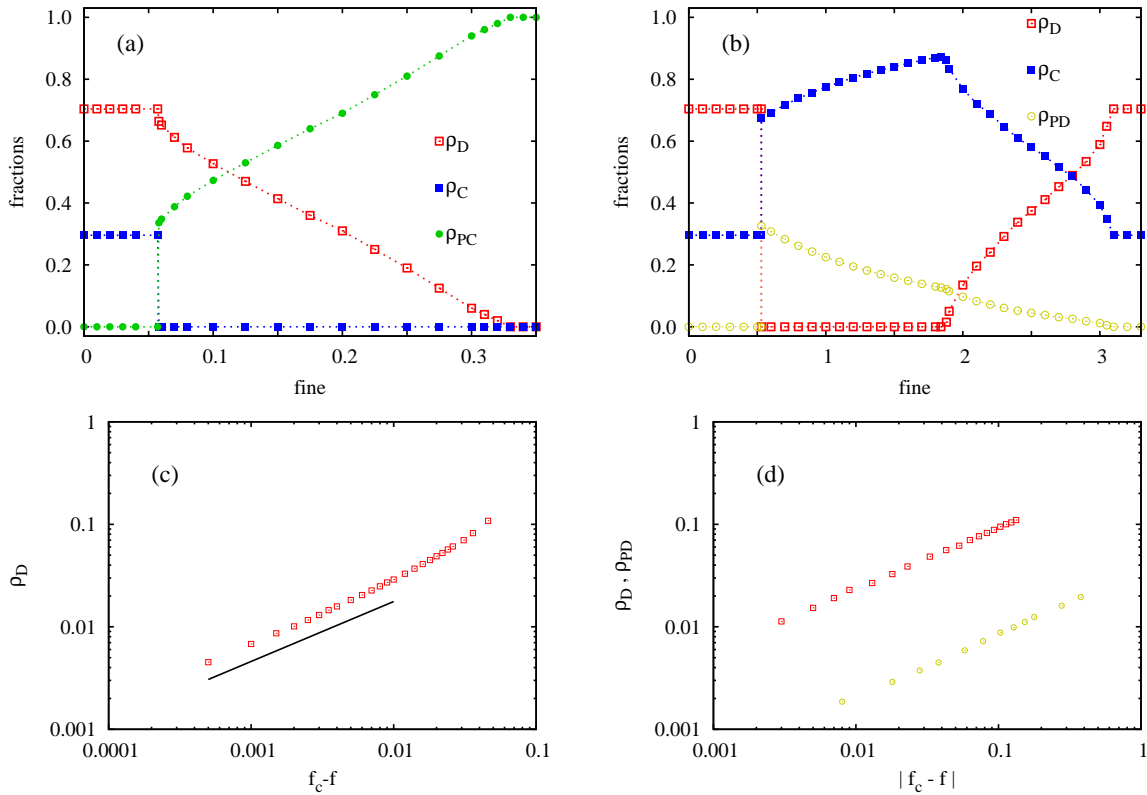 (a)
fractions
1.0
0.8
0.6
0.4
0.2
0.0
ρD
ρC
ρPC
0 0.1 0.2 0.3
fine
(b)
fractions
1.0
0.8
0.6
0.4
0.2
0.0
ρD
ρC
ρPD
0 1 2 3
fine
(c)
ρD
1
0.1
0.01
0.001
0.0001 0.001 0.01 0.1
fc-f
(d)
ρD , ρPD
1
0.1
0.01
0.001
0.001 0.01 0.1 1
| fc - f |